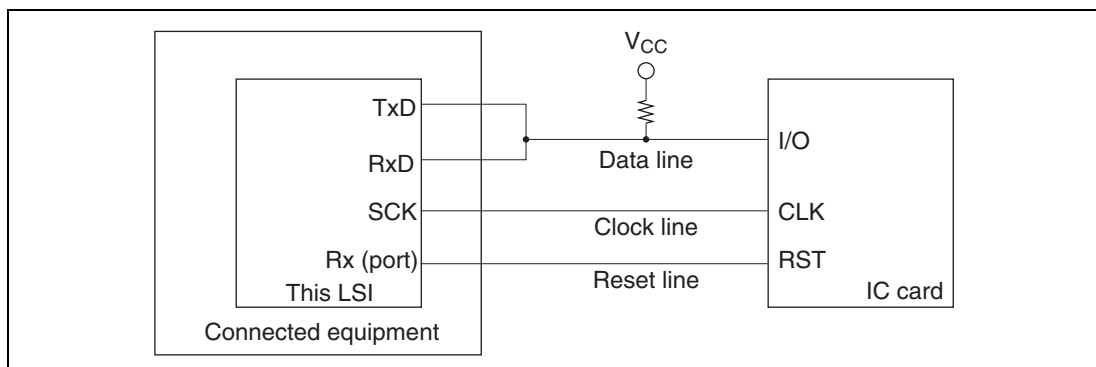 VCC
TxD
RxD
SCK
Rx (port)
This LSI
Connected equipment
Data line
Clock line
Reset line
I/O
CLK
RST
IC card